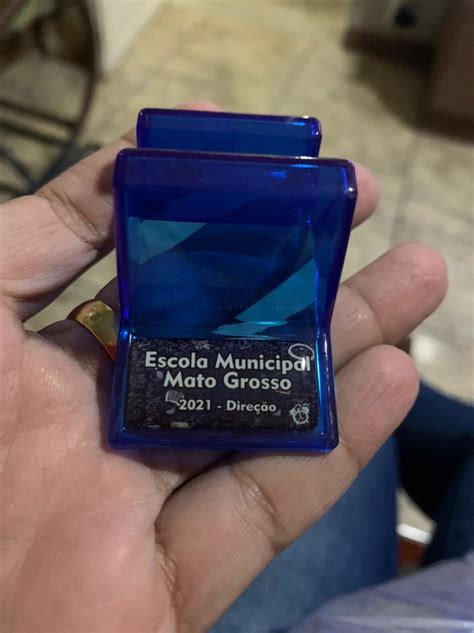 Escola Municipal
Mato Grosso
2021 - Direção